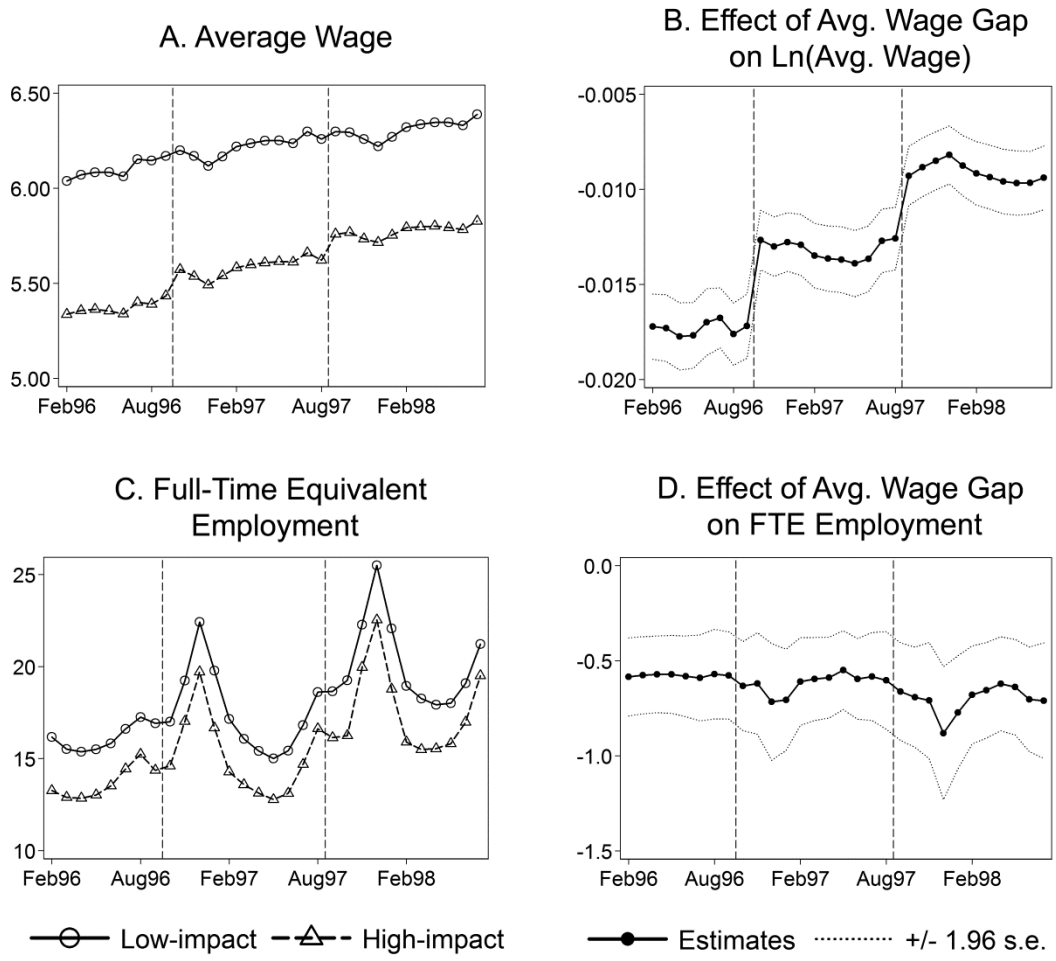 A. Average Wage
6.50
6.00
5.50
5.00
Feb96
Aug96
Feb97
Aug97
Feb98
B. Effect of Avg. Wage Gap
on Ln(Avg. Wage)
-0.005
-0.010
-0.015
-0.020
Feb96
Aug96
Feb97
Aug97
Feb98
C. Full-Time Equivalent
Employment
25
20
15
10
Feb96
Aug96
Feb97
Aug97
Feb98
D. Effect of Avg. Wage Gap
on FTE Employment
0.0
-0.5
-1.0
-1.5
Feb96
Aug96
Feb97
Aug97
Feb98
Low-impact
High-impact
Estimates
+/- 1.96 s.e.